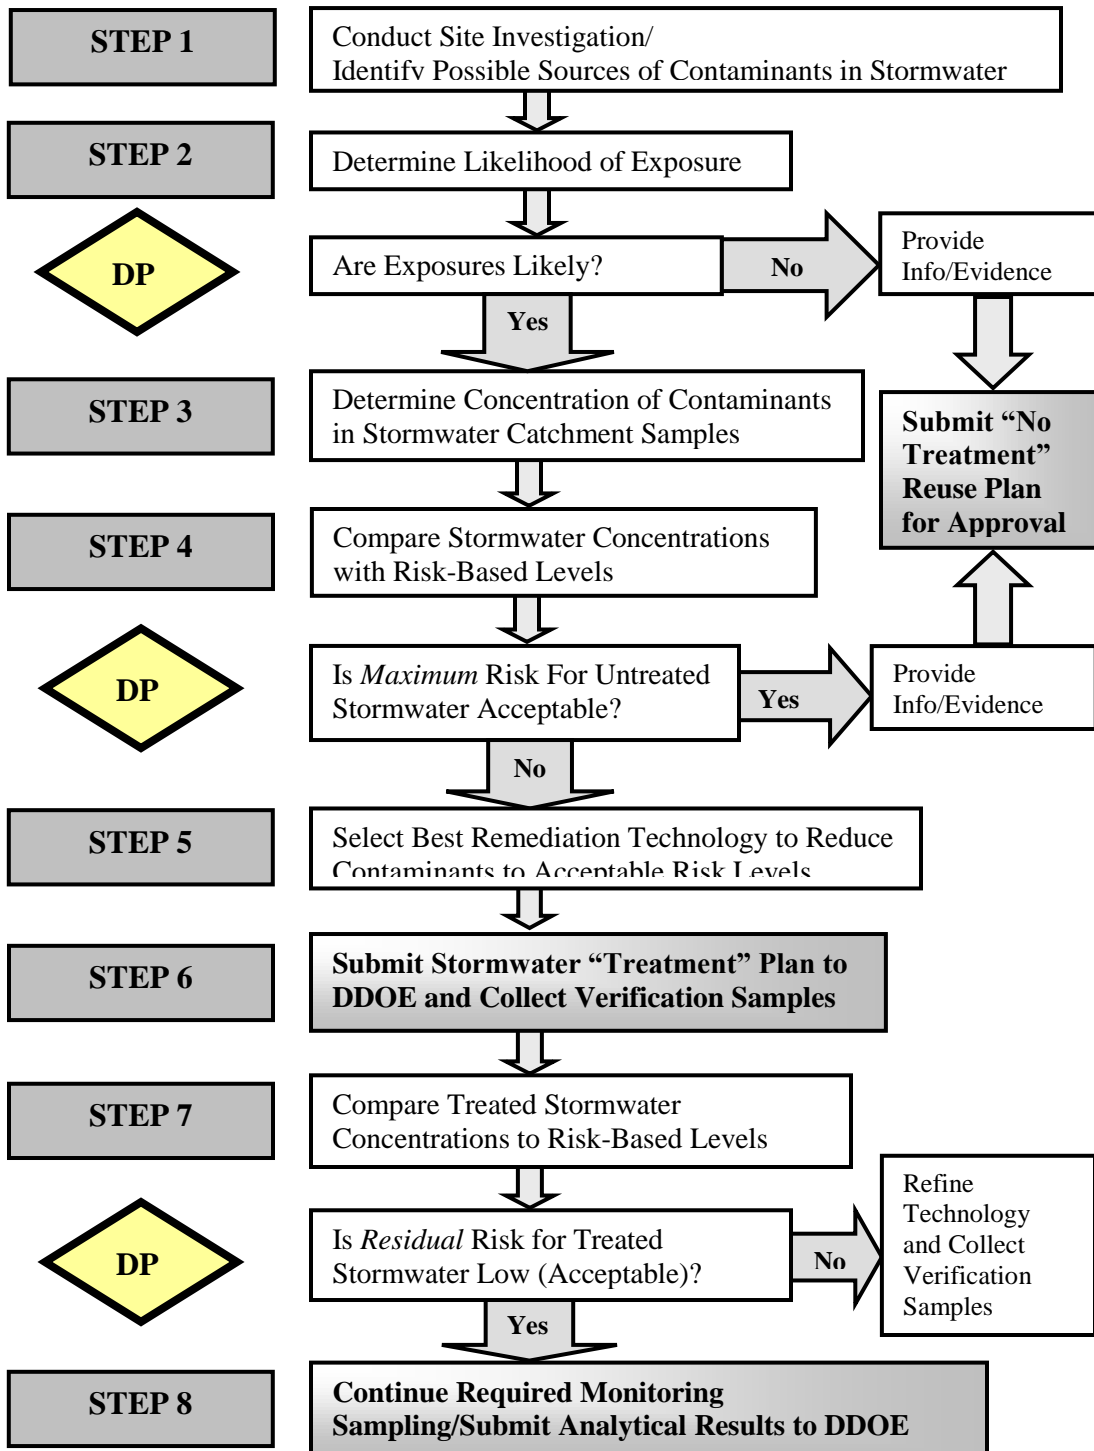 STEP 1
Conduct Site Investigation/
Identify Possible Sources of Contaminants in Stormwater
STEP 2
Determine Likelihood of Exposure
DP
Are Exposures Likely?
No
Provide
Info/Evidence
Yes
STEP 3
Determine Concentration of Contaminants
in Stormwater Catchment Samples
Submit “No
Treatment”
Reuse Plan
for Approval
STEP 4
Compare Stormwater Concentrations
with Risk-Based Levels
DP
Is Maximum Risk For Untreated
Stormwater Acceptable?
Yes
Provide
Info/Evidence
No
STEP 5
Select Best Remediation Technology to Reduce
Contaminants to Acceptable Risk Levels
STEP 6
Submit Stormwater “Treatment” Plan to
DDOE and Collect Verification Samples
STEP 7
Compare Treated Stormwater
Concentrations to Risk-Based Levels
DP
Is Residual Risk for Treated
Stormwater Low (Acceptable)?
No
Refine
Technology
and Collect
Verification
Samples
Yes
STEP 8
Continue Required Monitoring
Sampling/Submit Analytical Results to DDOE